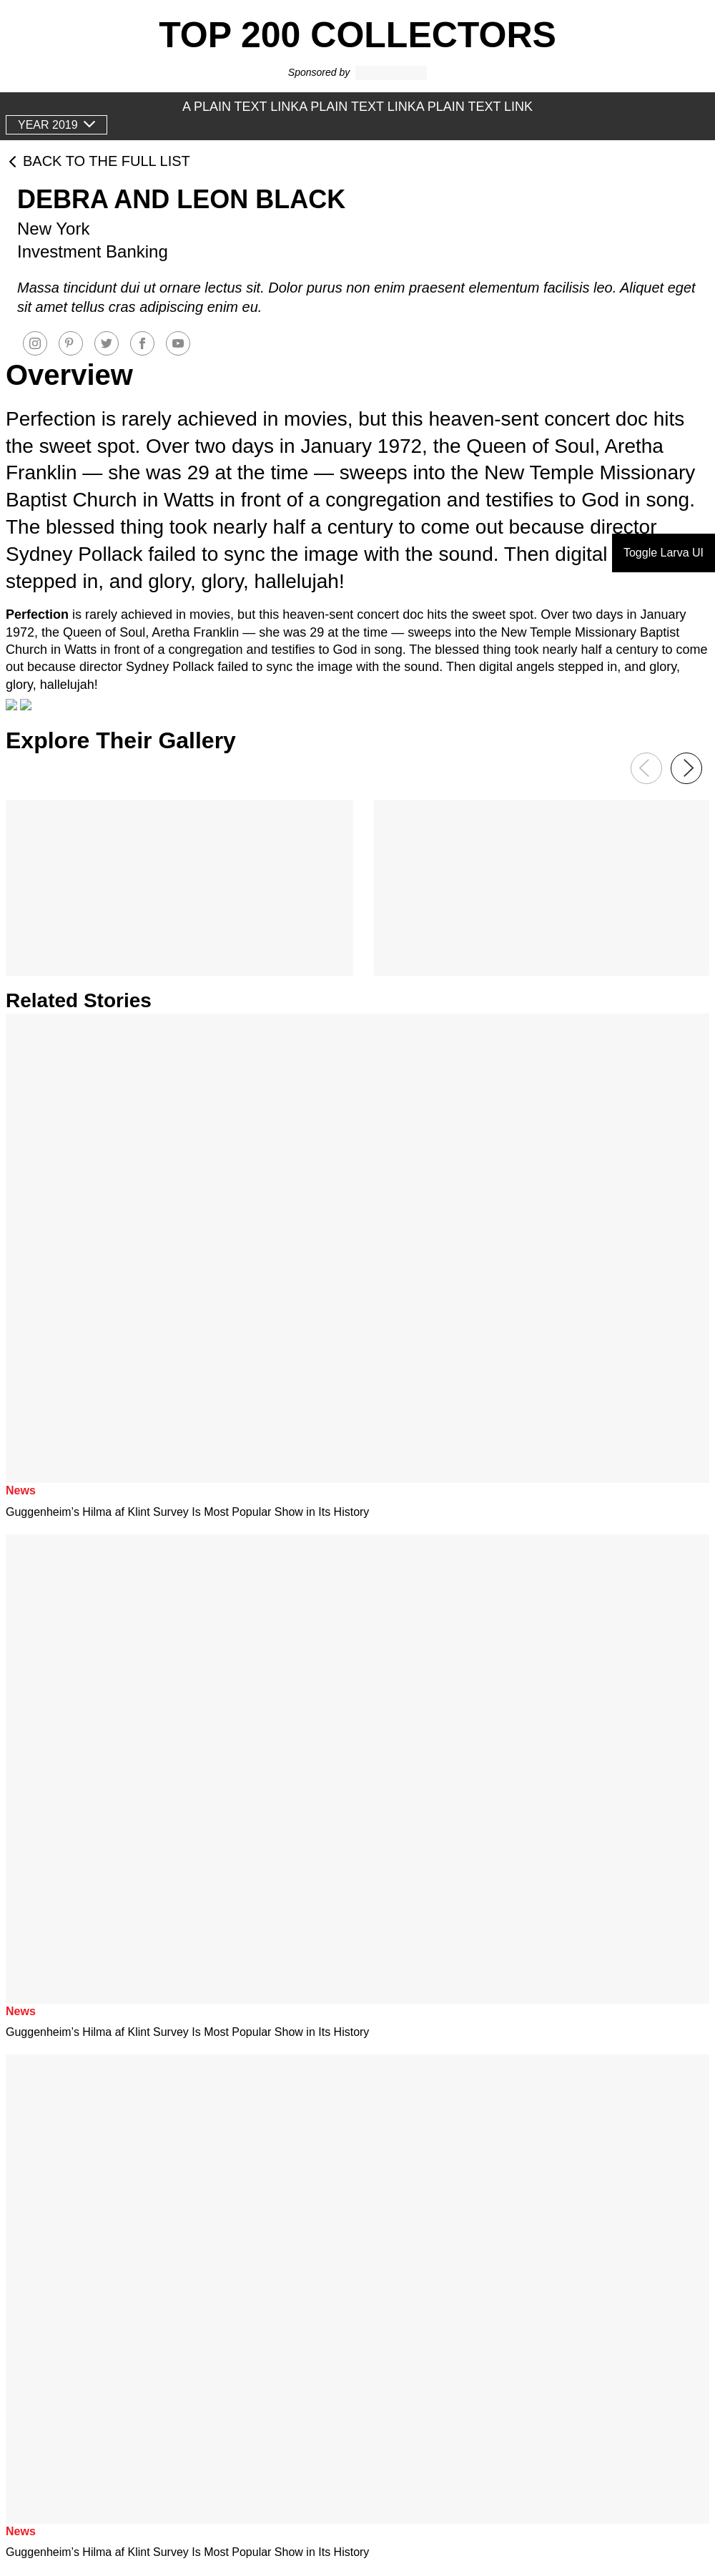 TOP 200 COLLECTORS
Sponsored by
A PLAIN TEXT LINKA PLAIN TEXT LINKA PLAIN TEXT LINK
YEAR 2019
BACK TO THE FULL LIST
DEBRA AND LEON BLACK
New York
Investment Banking
Massa tincidunt dui ut ornare lectus sit. Dolor purus non enim praesent elementum facilisis leo. Aliquet eget
sit amet tellus cras adipiscing enim eu.
Overview
Perfection is rarely achieved in movies, but this heaven-sent concert doc hits
the sweet spot. Over two days in January 1972, the Queen of Soul, Aretha
Franklin — she was 29 at the time — sweeps into the New Temple Missionary
Baptist Church in Watts in front of a congregation and testifies to God in song.
The blessed thing took nearly half a century to come out because director
Sydney Pollack failed to sync the image with the sound. Then digital
Toggle Larva UI
stepped in, and glory, glory, hallelujah!
Perfection is rarely achieved in movies, but this heaven-sent concert doc hits the sweet spot. Over two days in January
1972, the Queen of Soul, Aretha Franklin — she was 29 at the time — sweeps into the New Temple Missionary Baptist
Church in Watts in front of a congregation and testifies to God in song. The blessed thing took nearly half a century to come
out because director Sydney Pollack failed to sync the image with the sound. Then digital angels stepped in, and glory,
glory, hallelujah!
Explore Their Gallery
Related Stories
News
Guggenheim’s Hilma af Klint Survey Is Most Popular Show in Its History
News
Guggenheim’s Hilma af Klint Survey Is Most Popular Show in Its History
News
Guggenheim’s Hilma af Klint Survey Is Most Popular Show in Its History